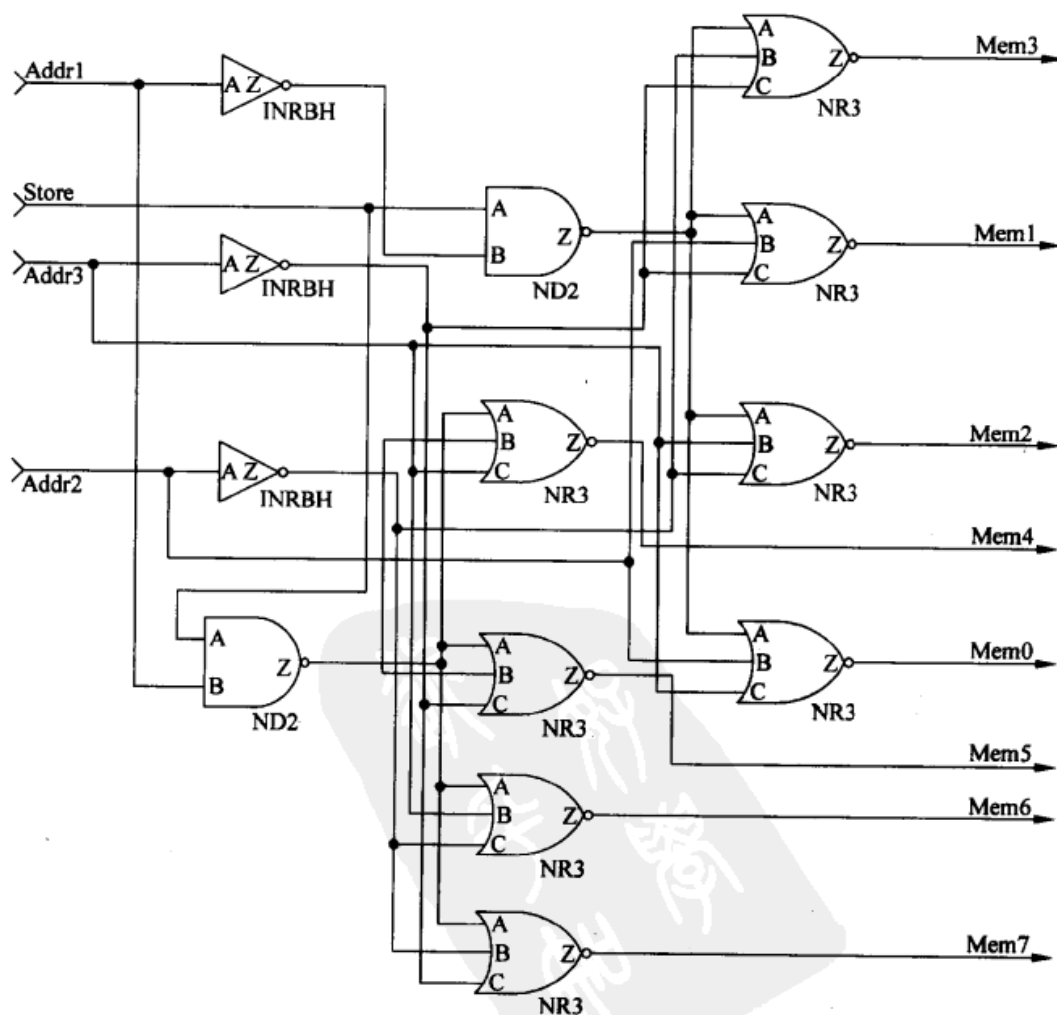 A
B
C
Z
NR3
Mem3
Addr1
A Z
INRBH
Store
A
B
Z
ND2
A
B
C
Z
NR3
Mem1
Addr3
A Z
INRBH
A
B
C
Z
NR3
A
B
C
Z
NR3
Mem2
Addr2
A Z
INRBH
Mem4
A
B
Z
ND2
A
B
C
Z
NR3
A
B
C
Z
NR3
Mem0
Mem5
A
B
C
Z
NR3
Mem6
A
B
C
Z
NR3
Mem7